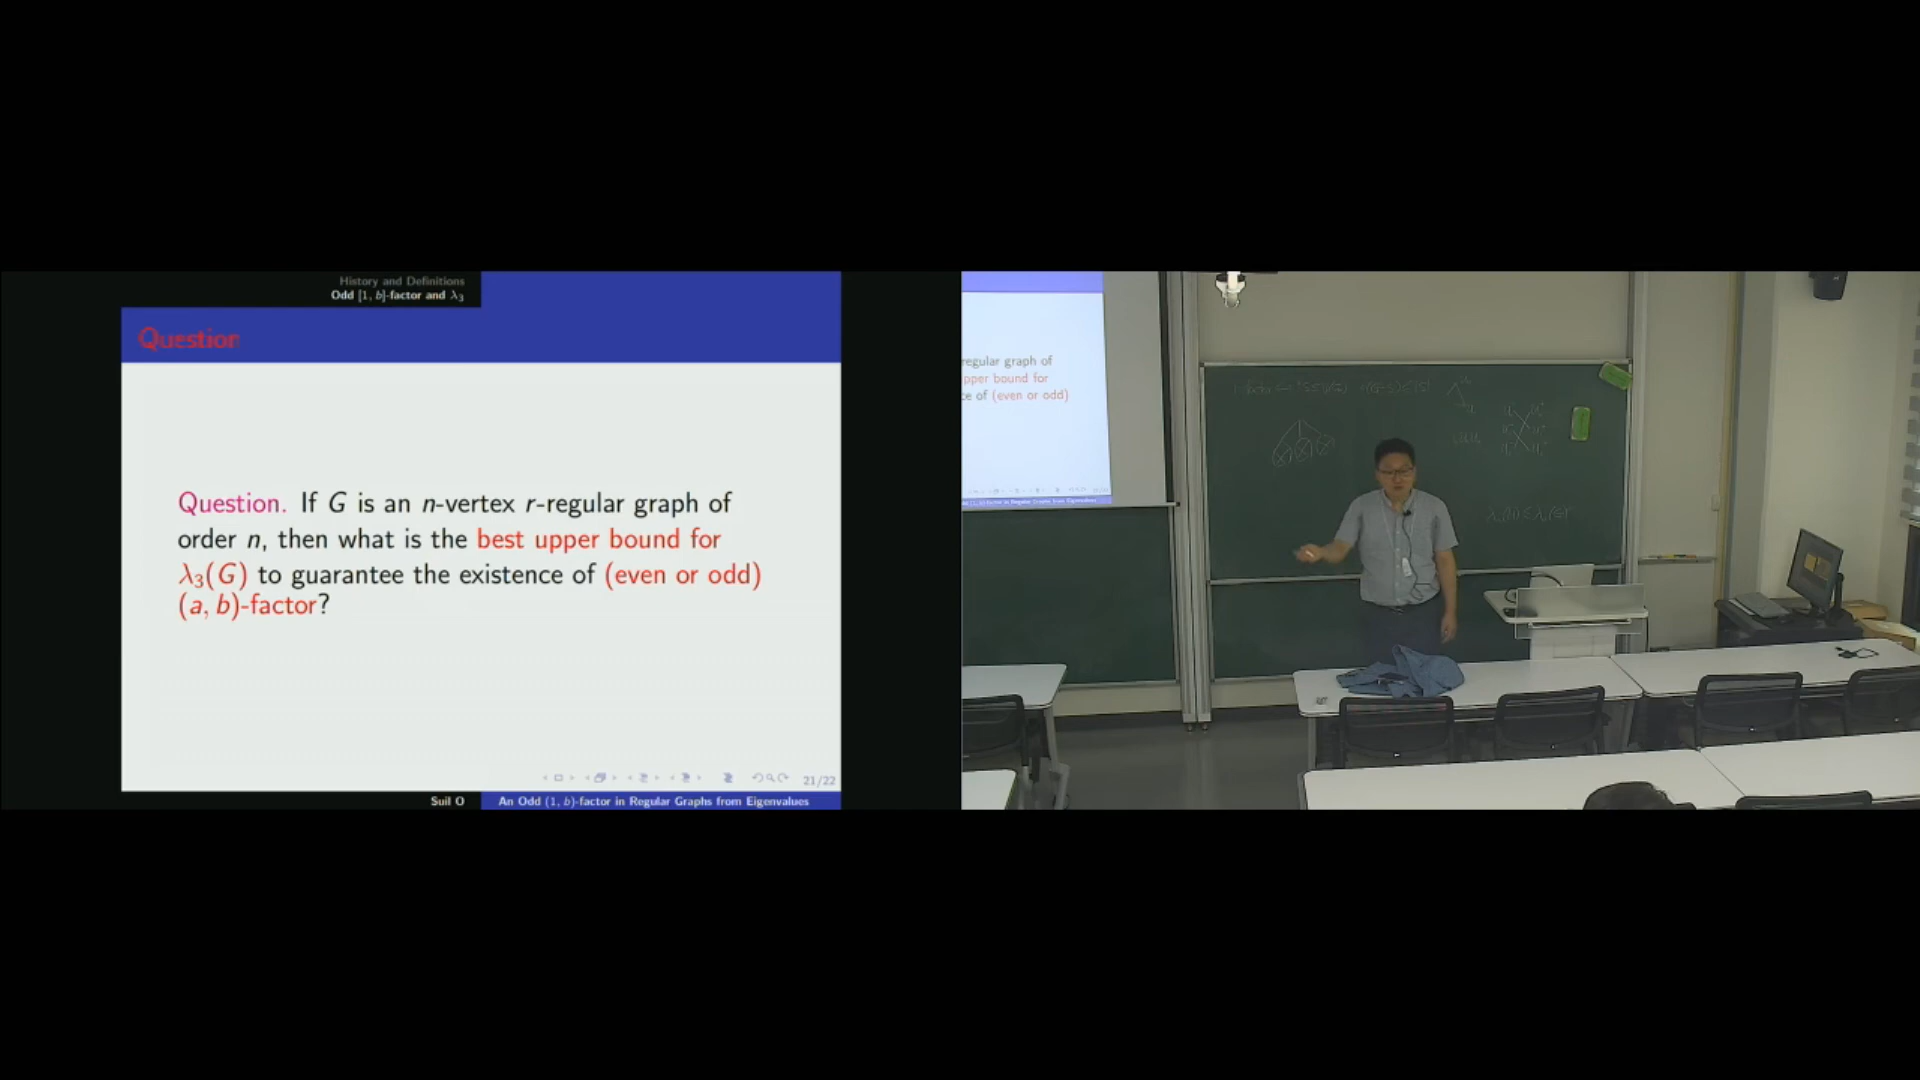 History and Definitions
Odd [1, b]-factor and λ₃
Question
Question. If G is an n-vertex r-regular graph of
order n, then what is the best upper bound for
λ₃(G) to guarantee the existence of (even or odd)
(a, b)-factor?
21/22
Suil O
An Odd (1, b)-factor in Regular Graphs from Eigenvalues
regular graph of
pper bound for
ce of (even or odd)